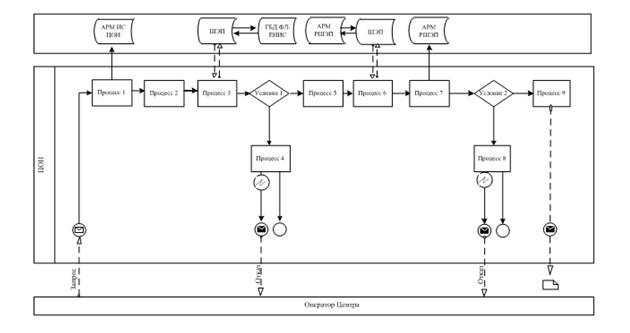 АРМ ИС
ЦОН
ШЭП
ГБД ФЛ-
ЕНИС
АРМ
РШЭП
ШЭП
АРМ
РШЭП
ЦОН
Процесс 1
Процесс 2
Процесс 3
Условие 1
Процесс 5
Процесс 6
Процесс 7
Условие 2
Процесс 9
Процесс 4
Процесс 8
Запрос
Отказ
Отказ
Оператор Центра